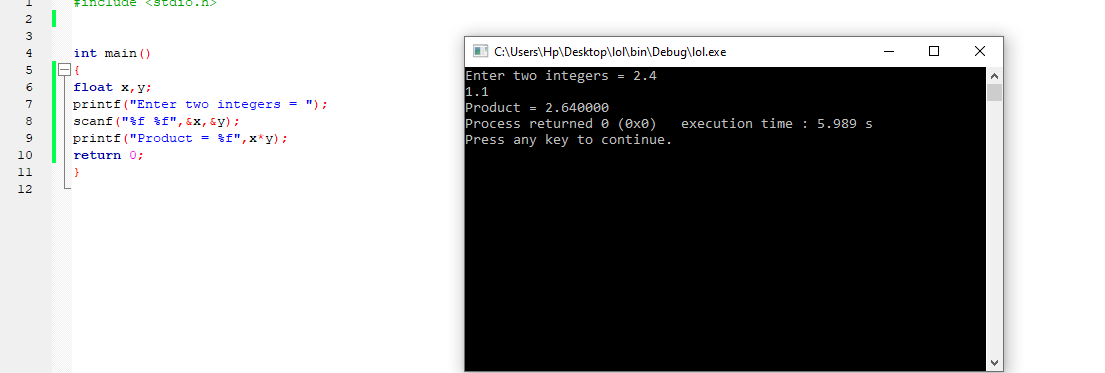 1 #include <stdio.h>
2
3
4 int main()
5 {
6 float x,y;
7 printf("Enter two integers = ");
8 scanf("%f %f",&x,&y);
9 printf("Product = %f",x*y);
10 return 0;
11 }
12
C:\Users\Hp\Desktop\lol\bin\Debug\lol.exe
Enter two integers = 2.4
1.1
Product = 2.640000
Process returned 0 (0x0)   execution time : 5.989 s
Press any key to continue.